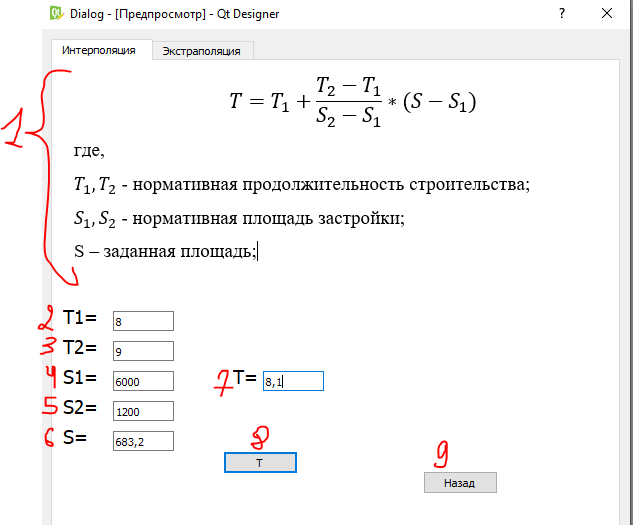 Dialog - [Предпросмотр] - Qt Designer
? ×
Интерполяция Экстраполяция
T = T₁ + (T₂ − T₁)/(S₂ − S₁) * (S − S₁)
1
где,
T₁, T₂ - нормативная продолжительность строительства;
S₁, S₂ - нормативная площадь застройки;
S – заданная площадь;
2 T1= 8
3 T2= 9
4 S1= 6000 7 T= 8,1
5 S2= 1200
6 S= 683,2
8 9
T
Назад